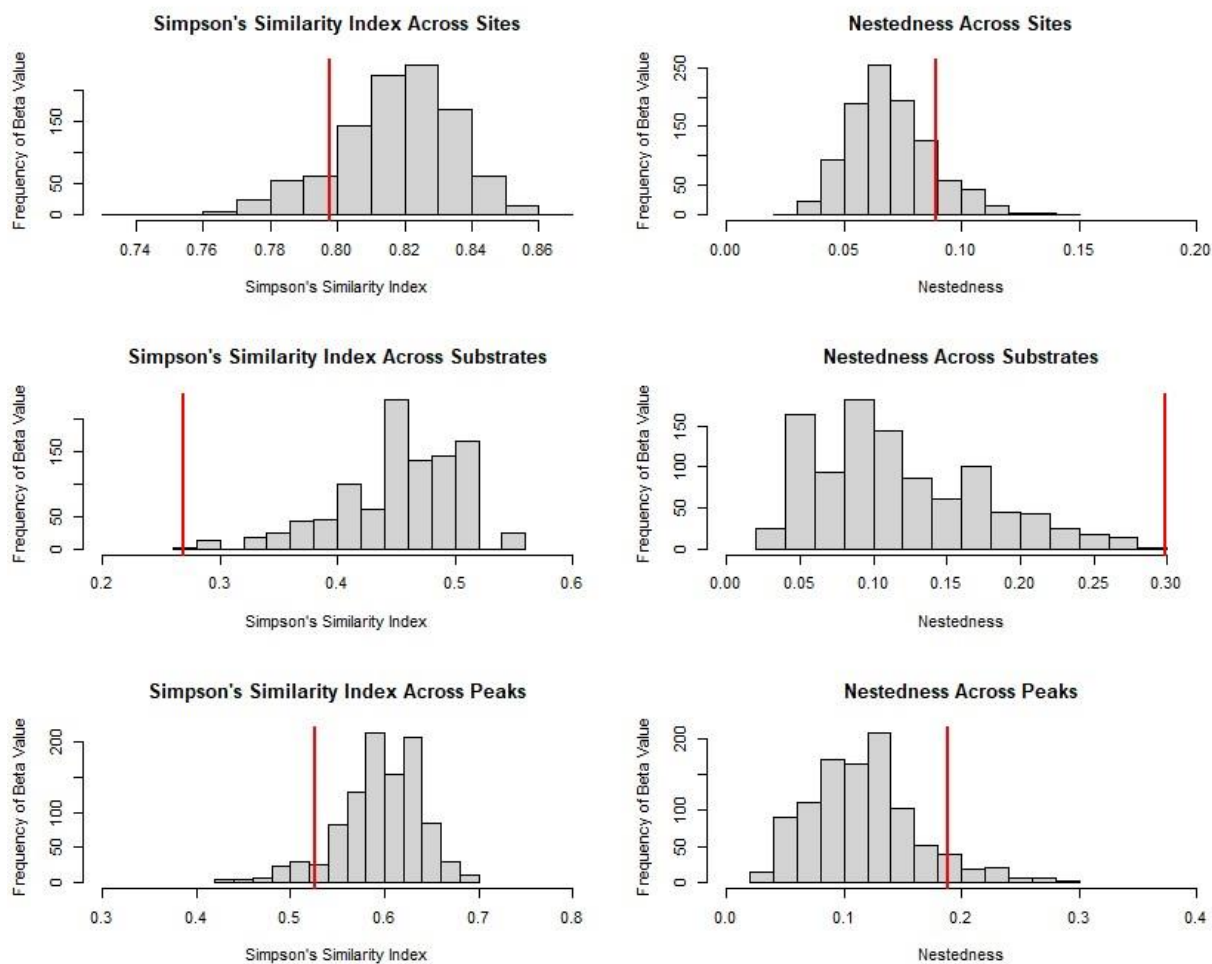 Simpson's Similarity Index Across Sites
Frequency of Beta Value
150
50
0
0.74 0.76 0.78 0.80 0.82 0.84 0.86
Simpson's Similarity Index
Nestedness Across Sites
Frequency of Beta Value
250
150
50
0
0.00 0.05 0.10 0.15 0.20
Nestedness
Simpson's Similarity Index Across Substrates
Frequency of Beta Value
150
50
0
0.2 0.3 0.4 0.5 0.6
Simpson's Similarity Index
Nestedness Across Substrates
Frequency of Beta Value
150
100
50
0
0.00 0.05 0.10 0.15 0.20 0.25 0.30
Nestedness
Simpson's Similarity Index Across Peaks
Frequency of Beta Value
200
100
50
0
0.3 0.4 0.5 0.6 0.7 0.8
Simpson's Similarity Index
Nestedness Across Peaks
Frequency of Beta Value
200
100
50
0
0.0 0.1 0.2 0.3 0.4
Nestedness